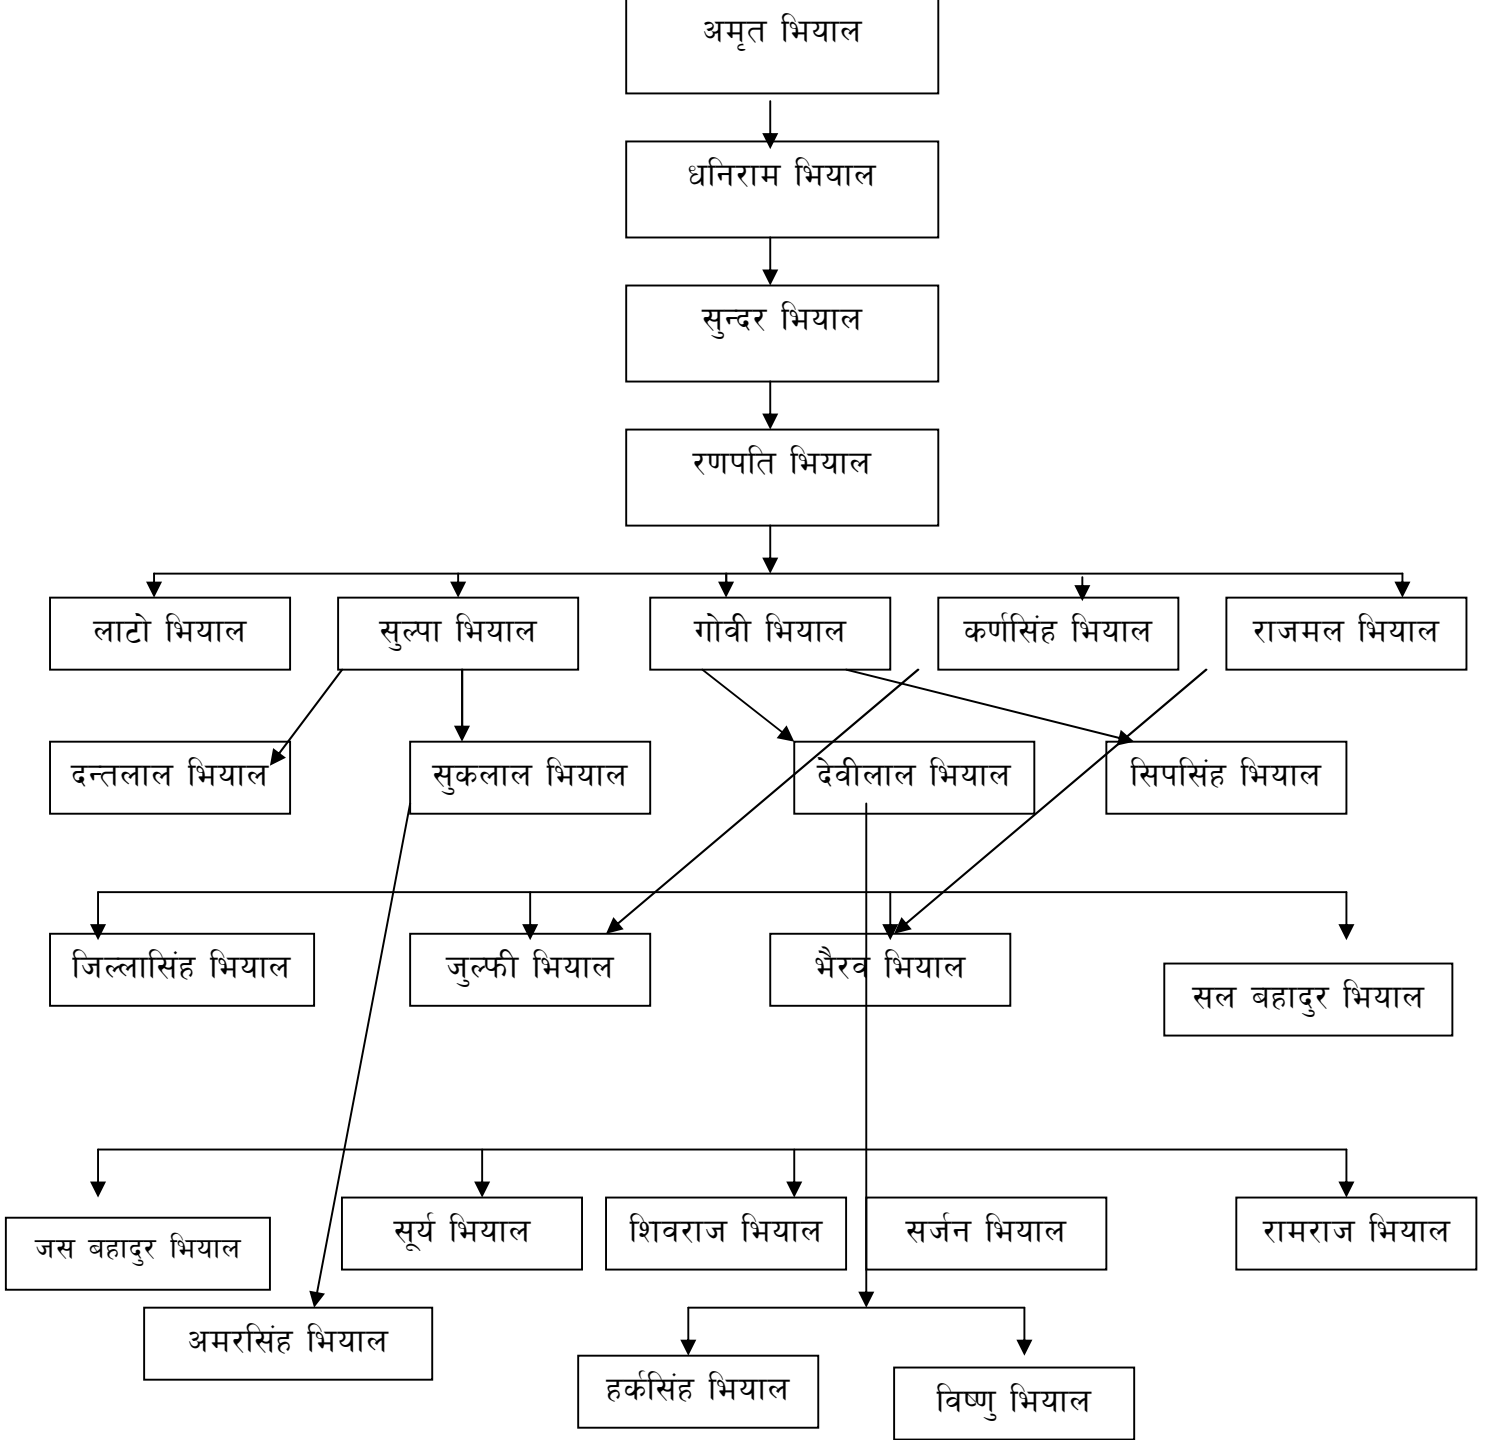 अमृत भियाल
धनिराम भियाल
सुन्दर भियाल
रणपति भियाल
लाटो भियाल
सुल्पा भियाल
गोवी भियाल
कर्णसिंह भियाल
राजमल भियाल
दन्तलाल भियाल
सुकलाल भियाल
देवीलाल भियाल
सिपसिंह भियाल
जिल्लासिंह भियाल
जुल्फी भियाल
भैरव भियाल
सल बहादुर भियाल
जस बहादुर भियाल
सूर्य भियाल
शिवराज भियाल
सर्जन भियाल
रामराज भियाल
अमरसिंह भियाल
हर्कसिंह भियाल
विष्णु भियाल